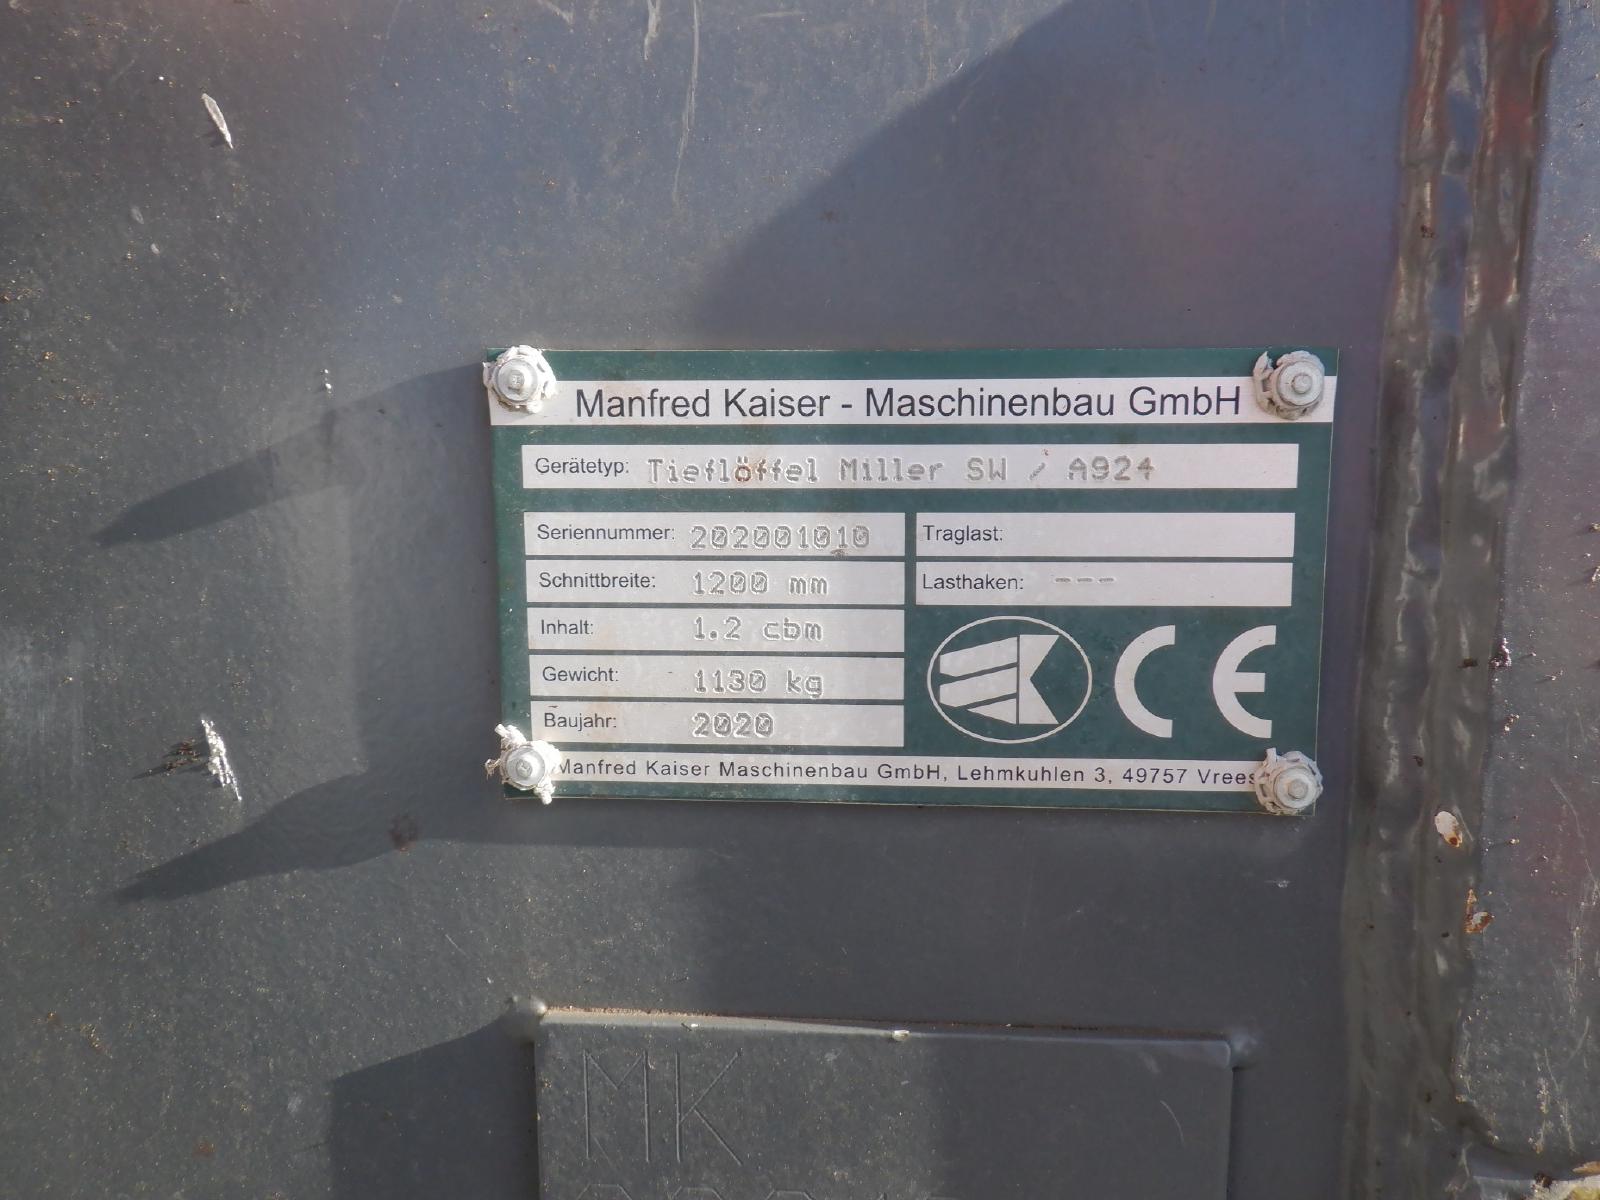 Manfred Kaiser - Maschinenbau GmbH
Gerätetyp: Tieflöffel Miller SW / A924
Seriennummer: 202001010
Traglast:
Schnittbreite: 1200 mm
Lasthaken: ---
Inhalt: 1.2 cbm
Gewicht: 1130 kg
Baujahr: 2020
CE
Manfred Kaiser Maschinenbau GmbH, Lehmkuhlen 3, 49757 Vrees
MK